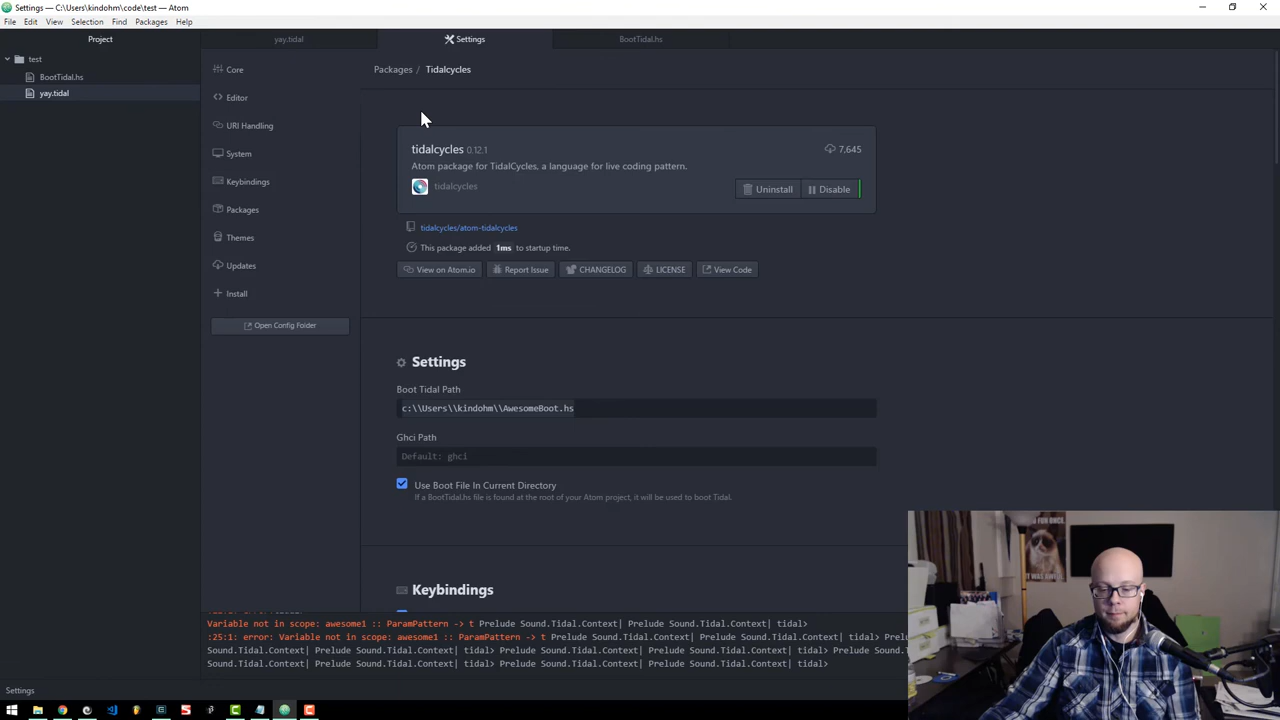 Settings — C:\Users\kindohm\code\test — Atom
File Edit View Selection Find Packages Help
Project
yay.tidal
Settings
BootTidal.hs
test
BootTidal.hs
yay.tidal
Core
Editor
URI Handling
System
Keybindings
Packages
Themes
Updates
Install
Open Config Folder
Packages / Tidalcycles
tidalcycles 0.12.1
7,645
Atom package for TidalCycles, a language for live coding pattern.
tidalcycles
Uninstall
Disable
tidalcycles/atom-tidalcycles
This package added 1ms to startup time.
View on Atom.io
Report Issue
CHANGELOG
LICENSE
View Code
Settings
Boot Tidal Path
c:\\Users\\kindohm\\AwesomeBoot.hs
Ghci Path
Default: ghci
Use Boot File In Current Directory
If a BootTidal.hs file is found at the root of your Atom project, it will be used to boot Tidal.
Keybindings
Variable not in scope: awesome1 :: ParamPattern -> t Prelude Sound.Tidal.Context| Prelude Sound.Tidal.Context| tidal>
:25:1: error: Variable not in scope: awesome1 :: ParamPattern -> t Prelude Sound.Tidal.Context| Prelude Sound.Tidal.Context| tidal> Prel
Sound.Tidal.Context| Prelude Sound.Tidal.Context| tidal> Prelude Sound.Tidal.Context| Prelude Sound.Tidal.Context| tidal> Prelude S
Sound.Tidal.Context| Prelude Sound.Tidal.Context| tidal> Prelude Sound.Tidal.Context| Prelude Sound.Tidal.Context| tidal>
Settings